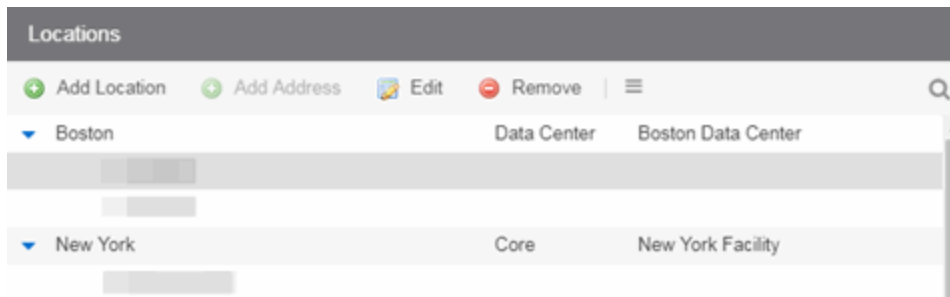 Locations
Add Location Add Address Edit Remove
Boston Data Center Boston Data Center
New York Core New York Facility